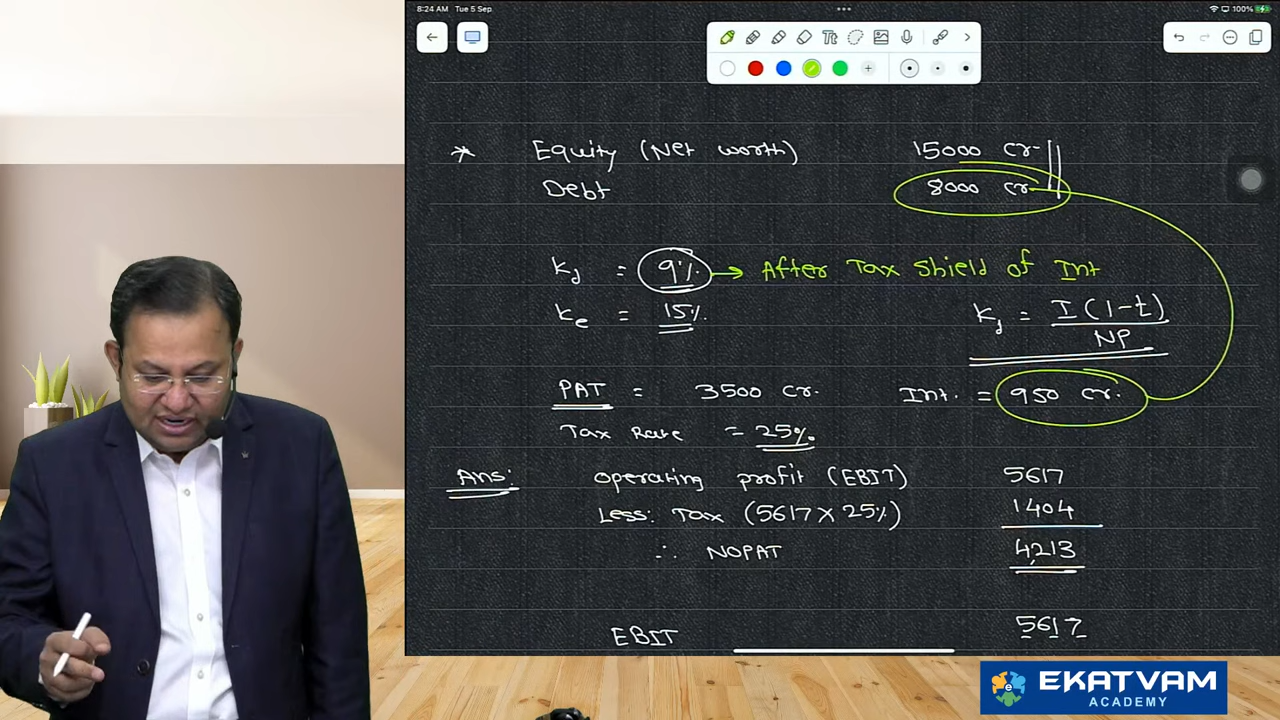 8:24 AM Tue 5 Sep
100%
* Equity (Net worth) 15000 Cr
Debt 8000 Cr
Kd = 9% → After Tax Shield of Int
Ke = 15%
Kd = I (1-t)
NP
PAT = 3500 Cr. Int. = 950 Cr.
Tax Rate = 25%.
Ans: operating profit (EBIT) 5617
Less: Tax (5617 X 25%) 1404
∴ NOPAT 4213
EBIT 5617
EKATVAM
ACADEMY